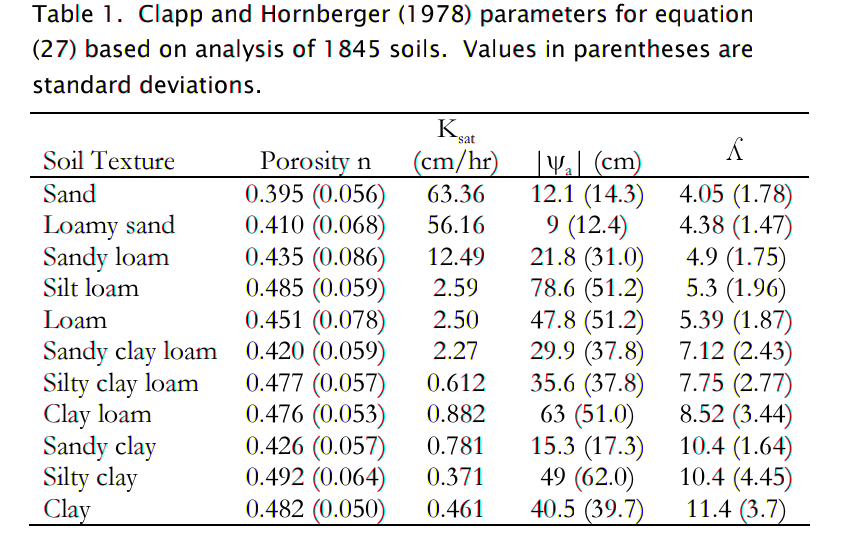 Table 1. Clapp and Hornberger (1978) parameters for equation
(27) based on analysis of 1845 soils. Values in parentheses are
standard deviations.
Soil Texture Porosity n K_sat (cm/hr) |ψ_a| (cm) ʎ
Sand 0.395 (0.056) 63.36 12.1 (14.3) 4.05 (1.78)
Loamy sand 0.410 (0.068) 56.16 9 (12.4) 4.38 (1.47)
Sandy loam 0.435 (0.086) 12.49 21.8 (31.0) 4.9 (1.75)
Silt loam 0.485 (0.059) 2.59 78.6 (51.2) 5.3 (1.96)
Loam 0.451 (0.078) 2.50 47.8 (51.2) 5.39 (1.87)
Sandy clay loam 0.420 (0.059) 2.27 29.9 (37.8) 7.12 (2.43)
Silty clay loam 0.477 (0.057) 0.612 35.6 (37.8) 7.75 (2.77)
Clay loam 0.476 (0.053) 0.882 63 (51.0) 8.52 (3.44)
Sandy clay 0.426 (0.057) 0.781 15.3 (17.3) 10.4 (1.64)
Silty clay 0.492 (0.064) 0.371 49 (62.0) 10.4 (4.45)
Clay 0.482 (0.050) 0.461 40.5 (39.7) 11.4 (3.7)